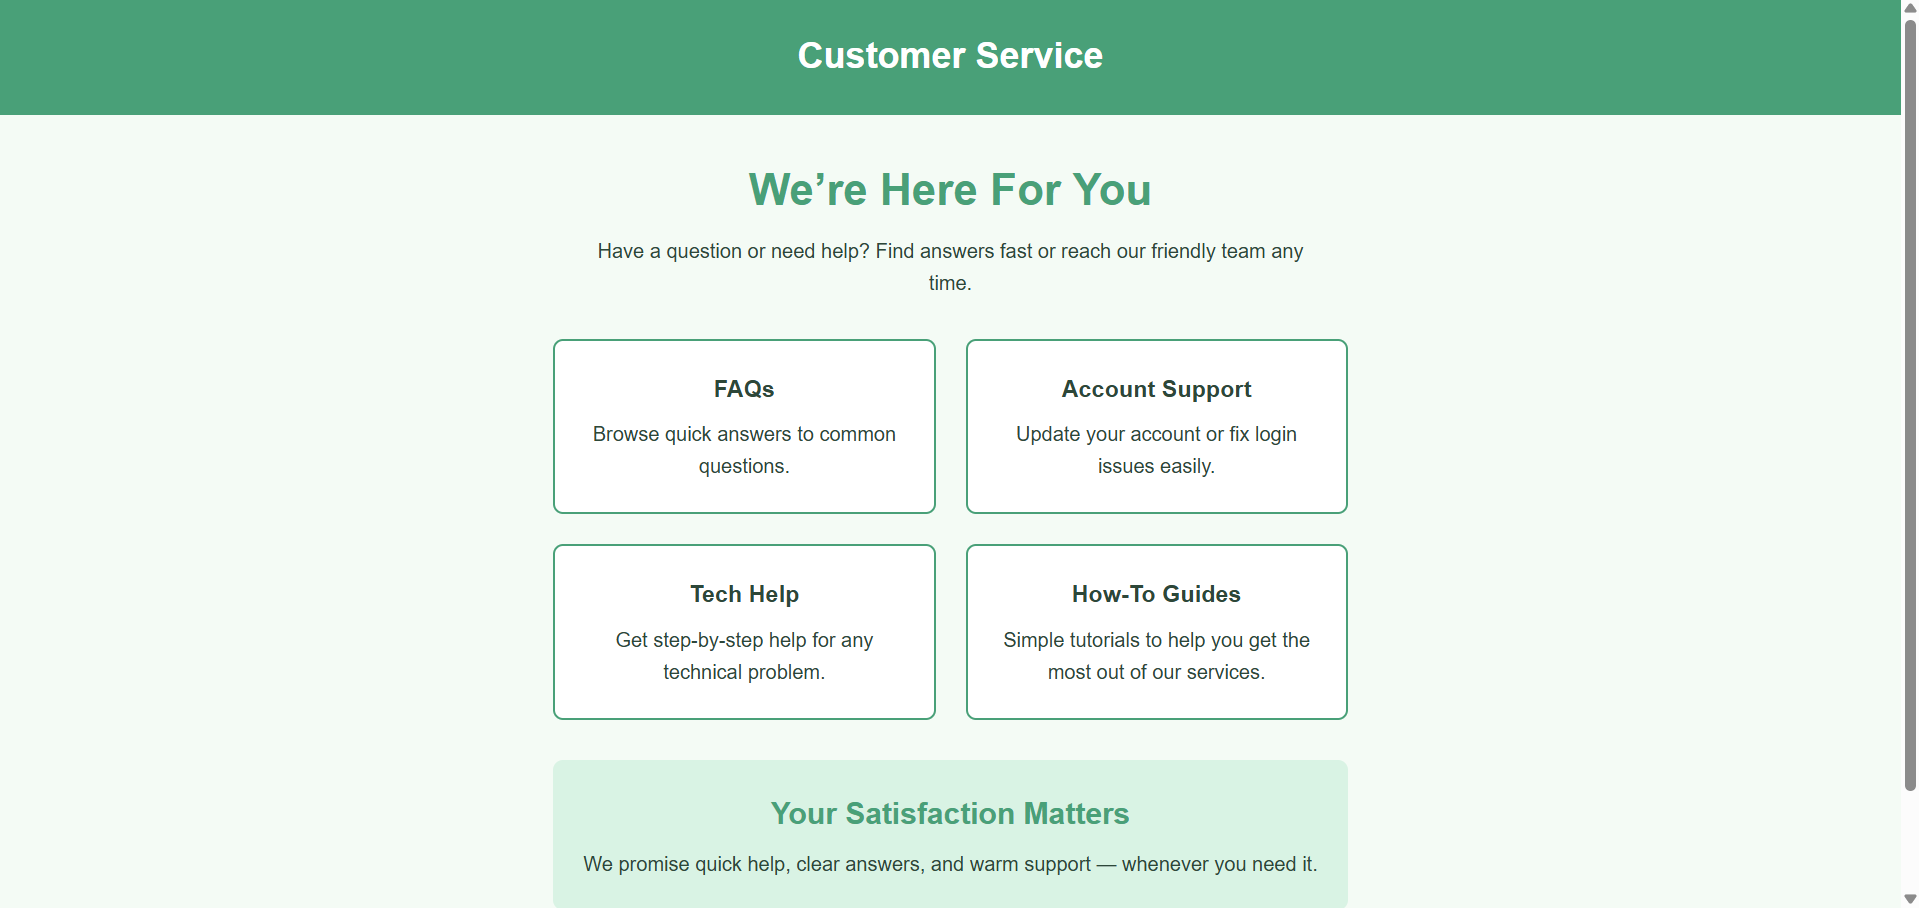 Customer Service
We’re Here For You
Have a question or need help? Find answers fast or reach our friendly team any
time.
FAQs
Browse quick answers to common
questions.
Account Support
Update your account or fix login
issues easily.
Tech Help
Get step-by-step help for any
technical problem.
How-To Guides
Simple tutorials to help you get the
most out of our services.
Your Satisfaction Matters
We promise quick help, clear answers, and warm support — whenever you need it.